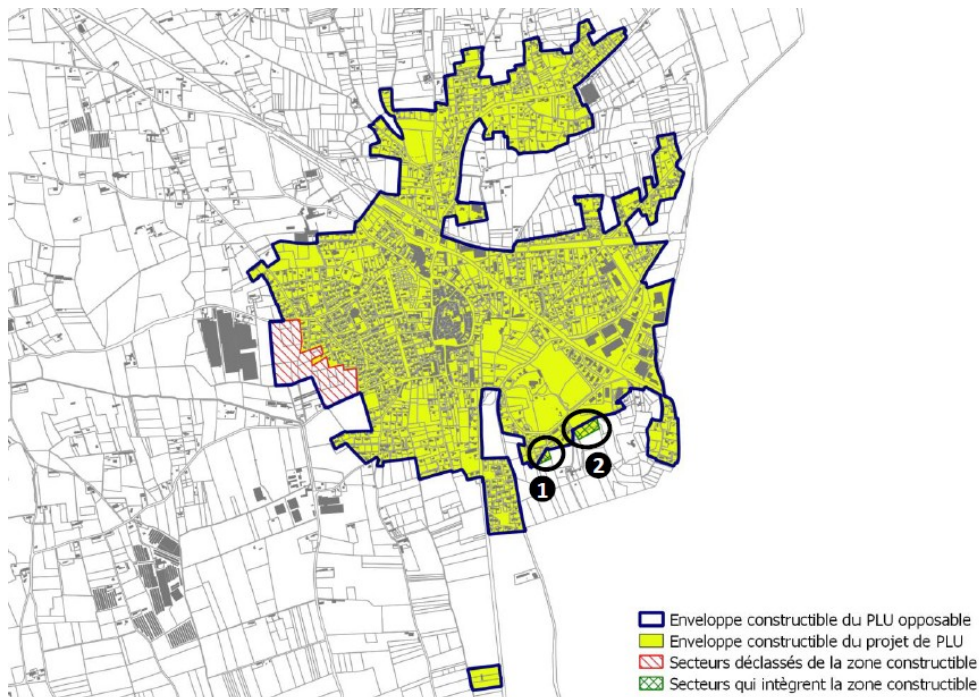 1
2
Enveloppe constructible du PLU opposable
Enveloppe constructible du projet de PLU
Secteurs déclassés de la zone constructible
Secteurs qui intègrent la zone constructible